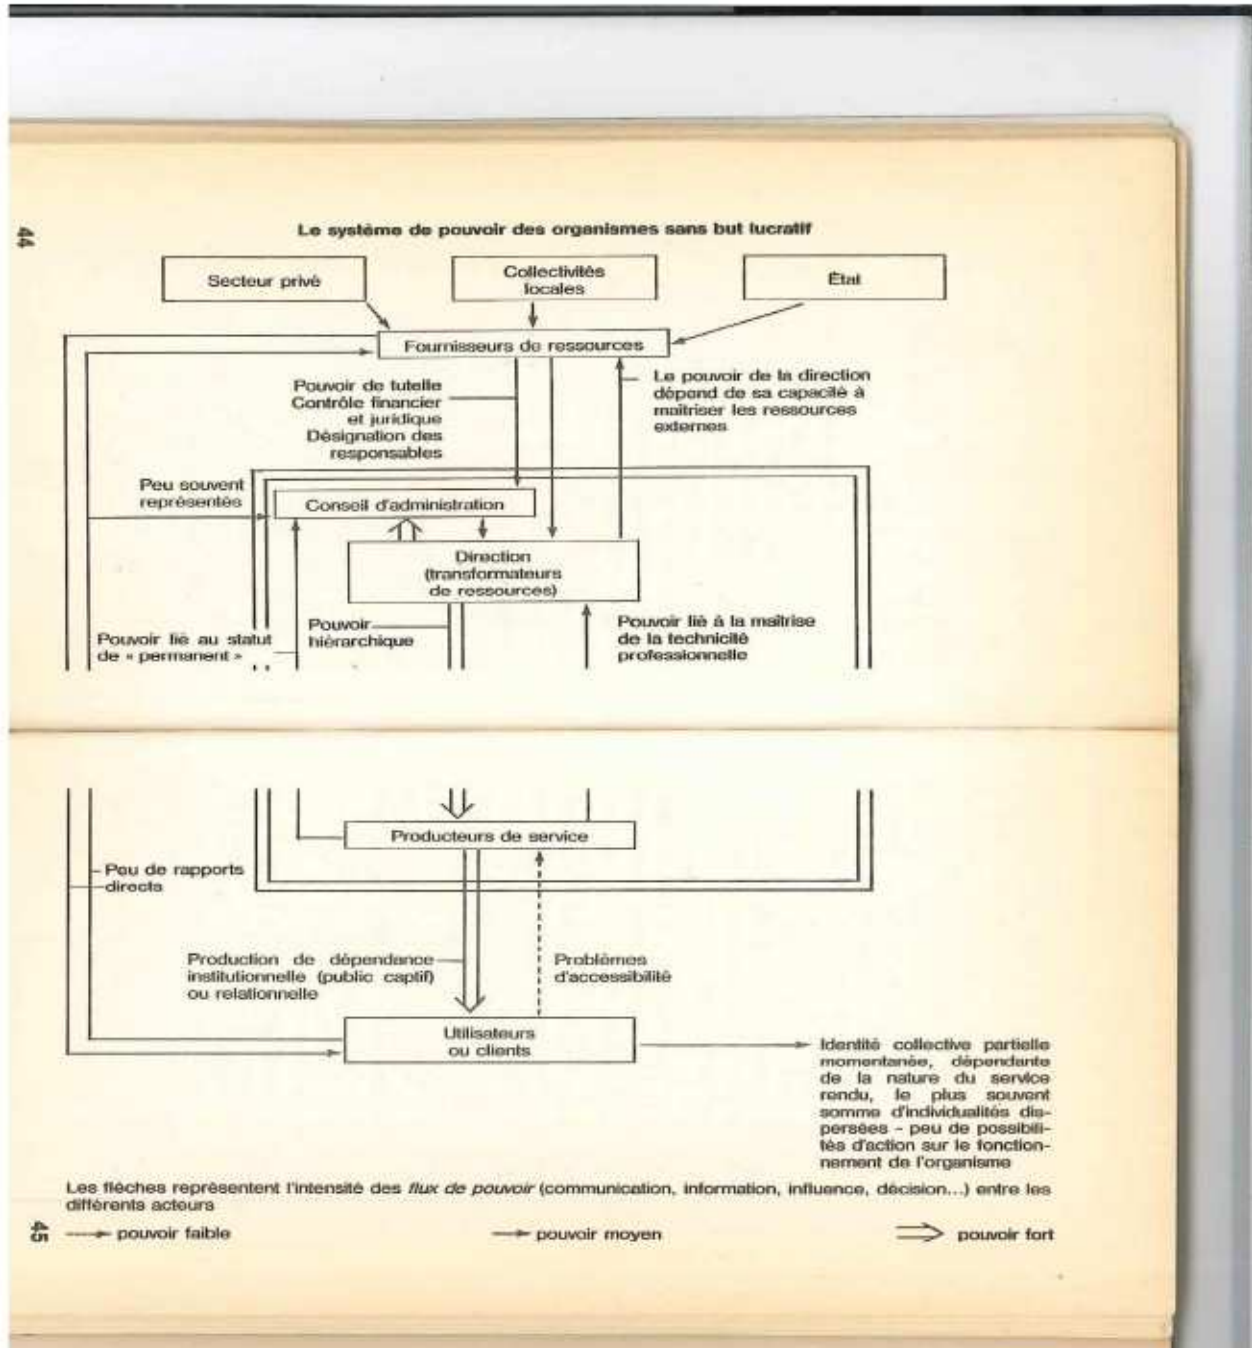 44
Le système de pouvoir des organismes sans but lucratif
Secteur privé
Collectivités
locales
État
Fournisseurs de ressources
Pouvoir de tutelle
Contrôle financier
et juridique
Désignation des
responsables
Le pouvoir de la direction
dépend de sa capacité à
maîtriser les ressources
externes
Peu souvent
représentés
Conseil d'administration
Direction
(transformateurs
de ressources)
Pouvoir lié au statut
de « permanent »
Pouvoir
hiérarchique
Pouvoir lié à la maîtrise
de la technicité
professionnelle
Producteurs de service
Peu de rapports
directs
Production de dépendance
institutionnelle (public captif)
ou relationnelle
Problèmes
d'accessibilité
Utilisateurs
ou clients
Identité collective partielle
momentanée, dépendante
de la nature du service
rendu, le plus souvent
somme d'individualités dis-
persées - peu de possibili-
tés d'action sur le fonction-
nement de l'organisme
Les flèches représentent l'intensité des flux de pouvoir (communication, information, influence, décision...) entre les
différents acteurs
45
pouvoir faible
pouvoir moyen
pouvoir fort